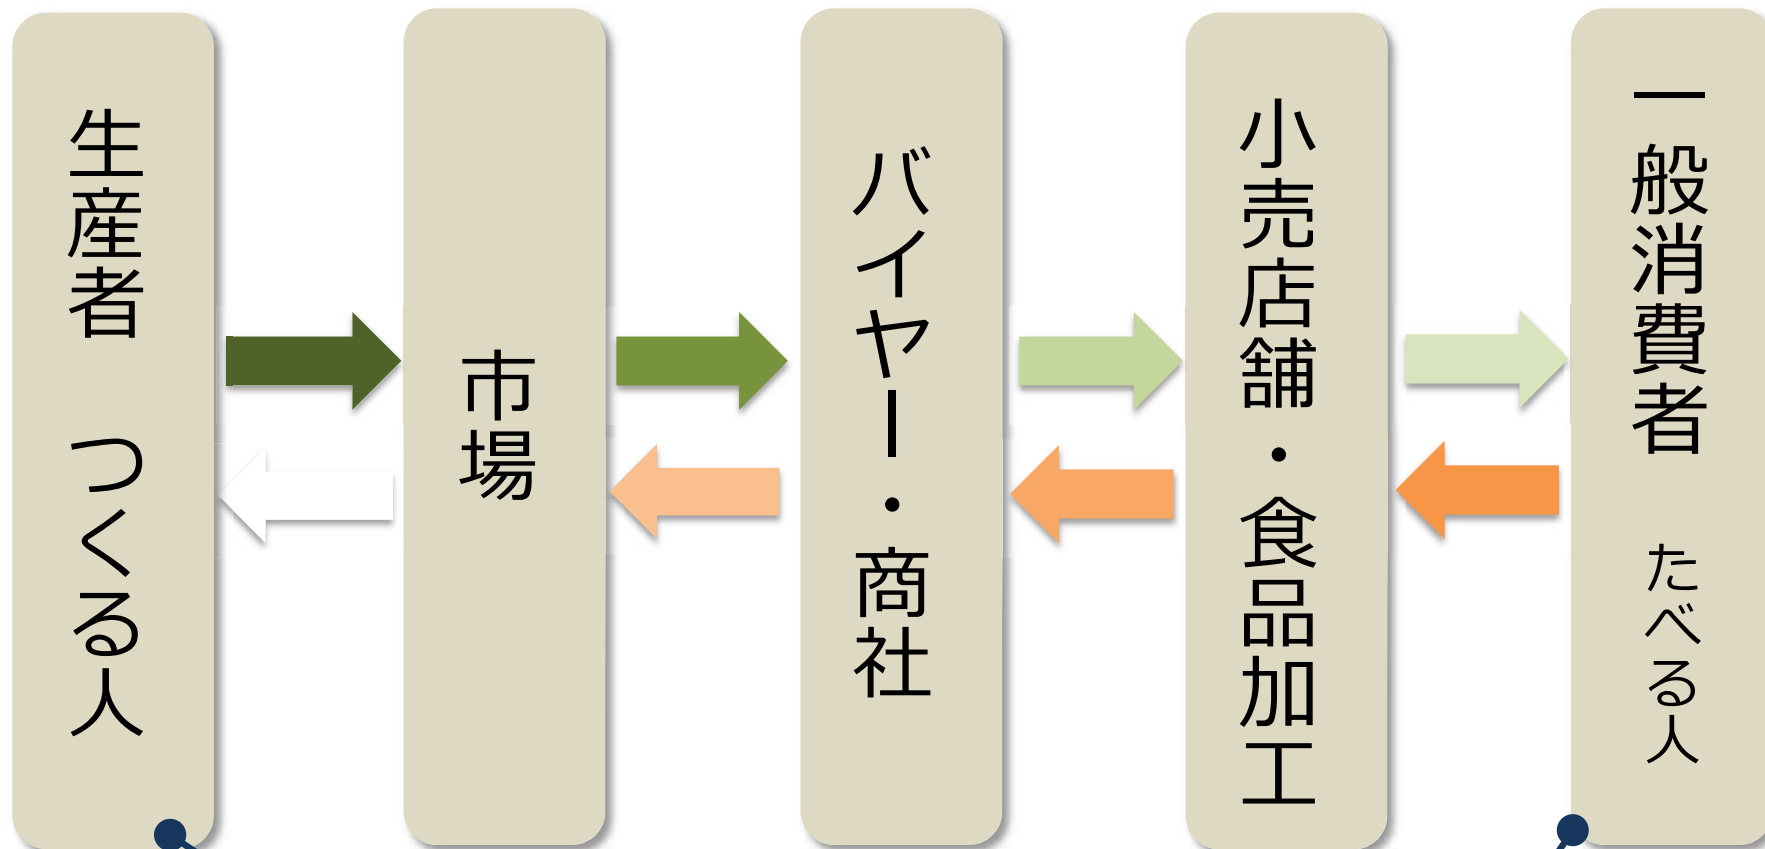 生産者　つくる人
市場
バイヤー・商社
小売店舗・食品加工
一般消費者　たべる人